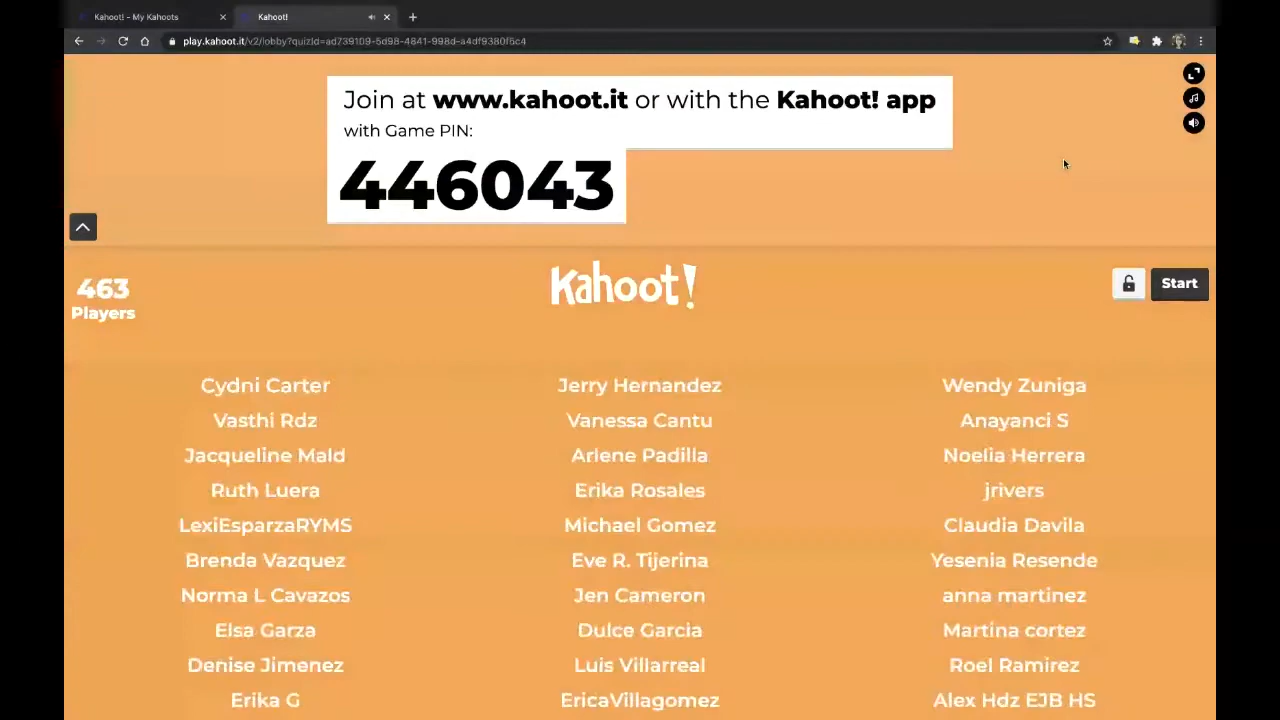 Kahoot! - My Kahoots
Kahoot!
play.kahoot.it/v2/lobby?quizId=ad739109-5d98-4841-998d-a4df9380f5c4
Join at www.kahoot.it or with the Kahoot! app
with Game PIN:
446043
463
Players
Kahoot!
Start
Cydni Carter Jerry Hernandez Wendy Zuniga
Vasthi Rdz Vanessa Cantu Anayanci S
Jacqueline Mald Arlene Padilla Noelia Herrera
Ruth Luera Erika Rosales jrivers
LexiEsparzaRYMS Michael Gomez Claudia Davila
Brenda Vazquez Eve R. Tijerina Yesenia Resende
Norma L Cavazos Jen Cameron anna martinez
Elsa Garza Dulce Garcia Martina cortez
Denise Jimenez Luis Villarreal Roel Ramirez
Erika G EricaVillagomez Alex Hdz EJB HS